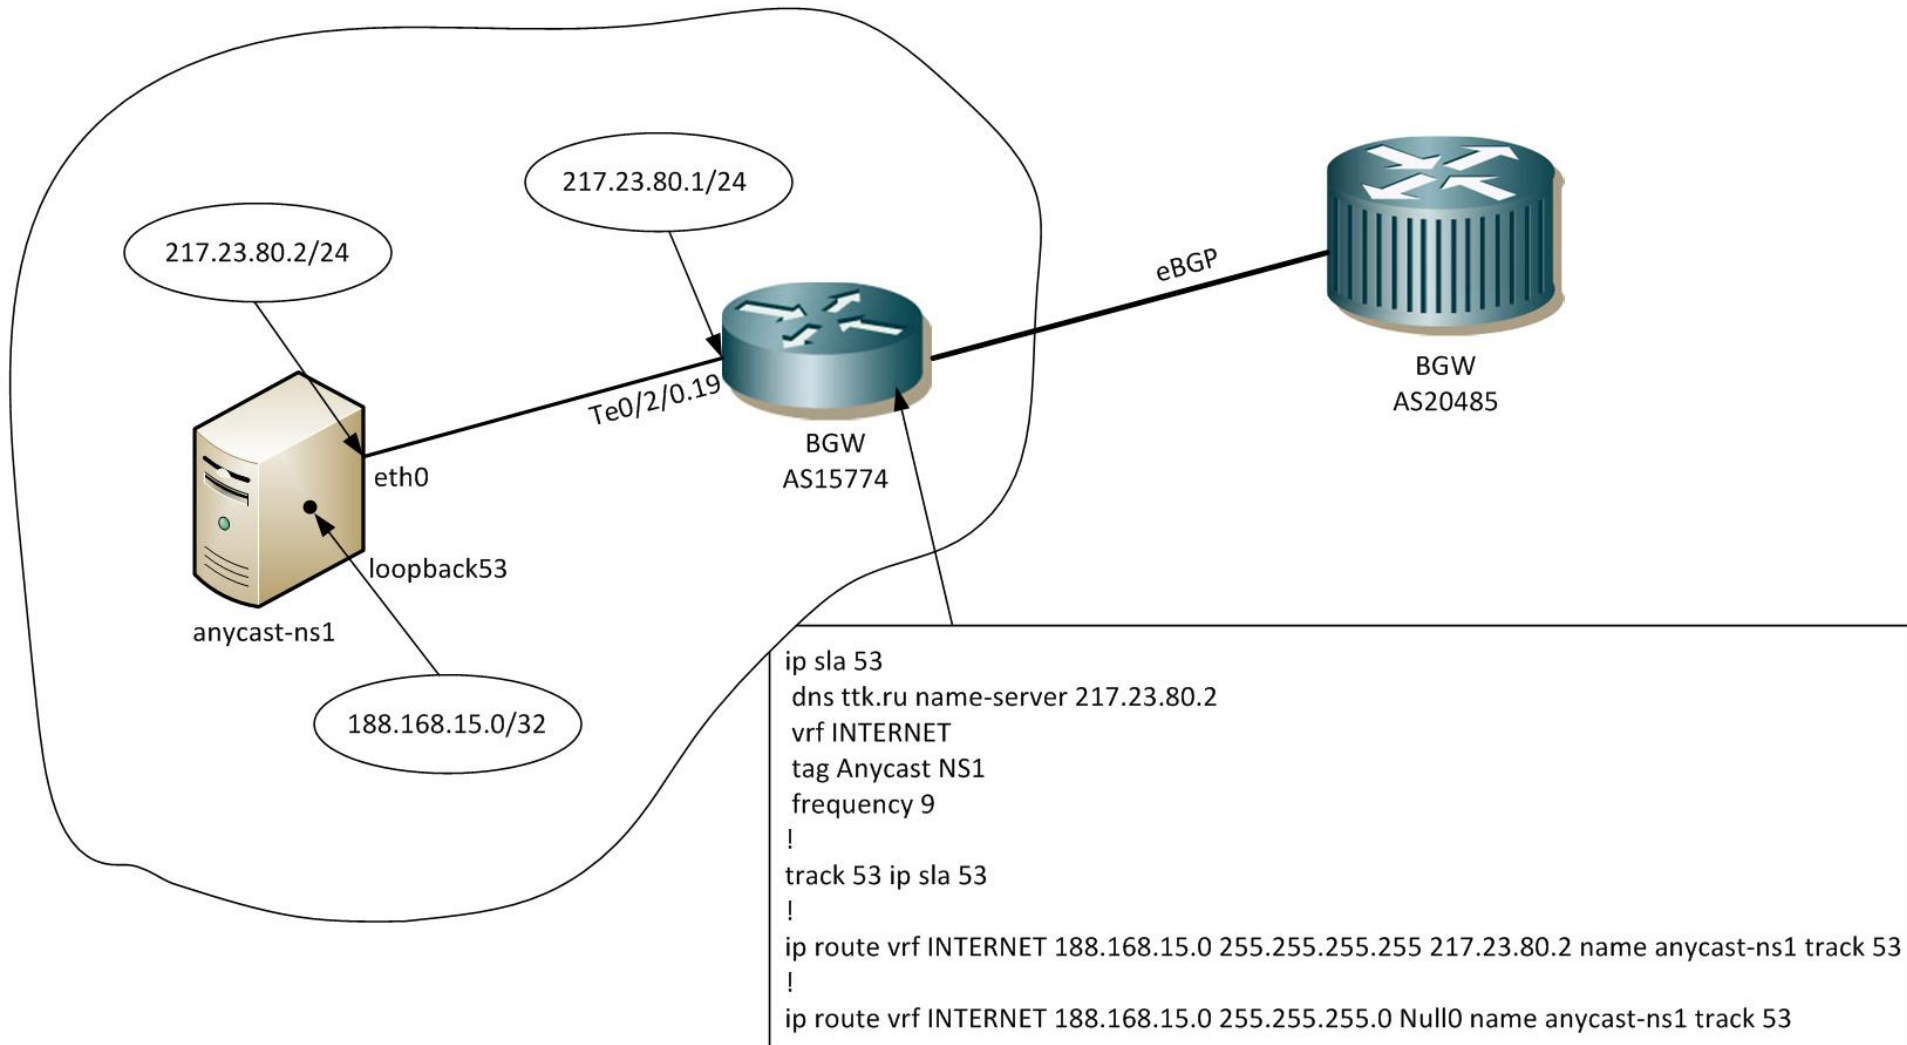 217.23.80.1/24
217.23.80.2/24
eBGP
BGW
AS20485
Te0/2/0.19
BGW
AS15774
eth0
loopback53
anycast-ns1
188.168.15.0/32
ip sla 53
dns ttk.ru name-server 217.23.80.2
vrf INTERNET
tag Anycast NS1
frequency 9
!
track 53 ip sla 53
!
ip route vrf INTERNET 188.168.15.0 255.255.255.255 217.23.80.2 name anycast-ns1 track 53
!
ip route vrf INTERNET 188.168.15.0 255.255.255.0 Null0 name anycast-ns1 track 53